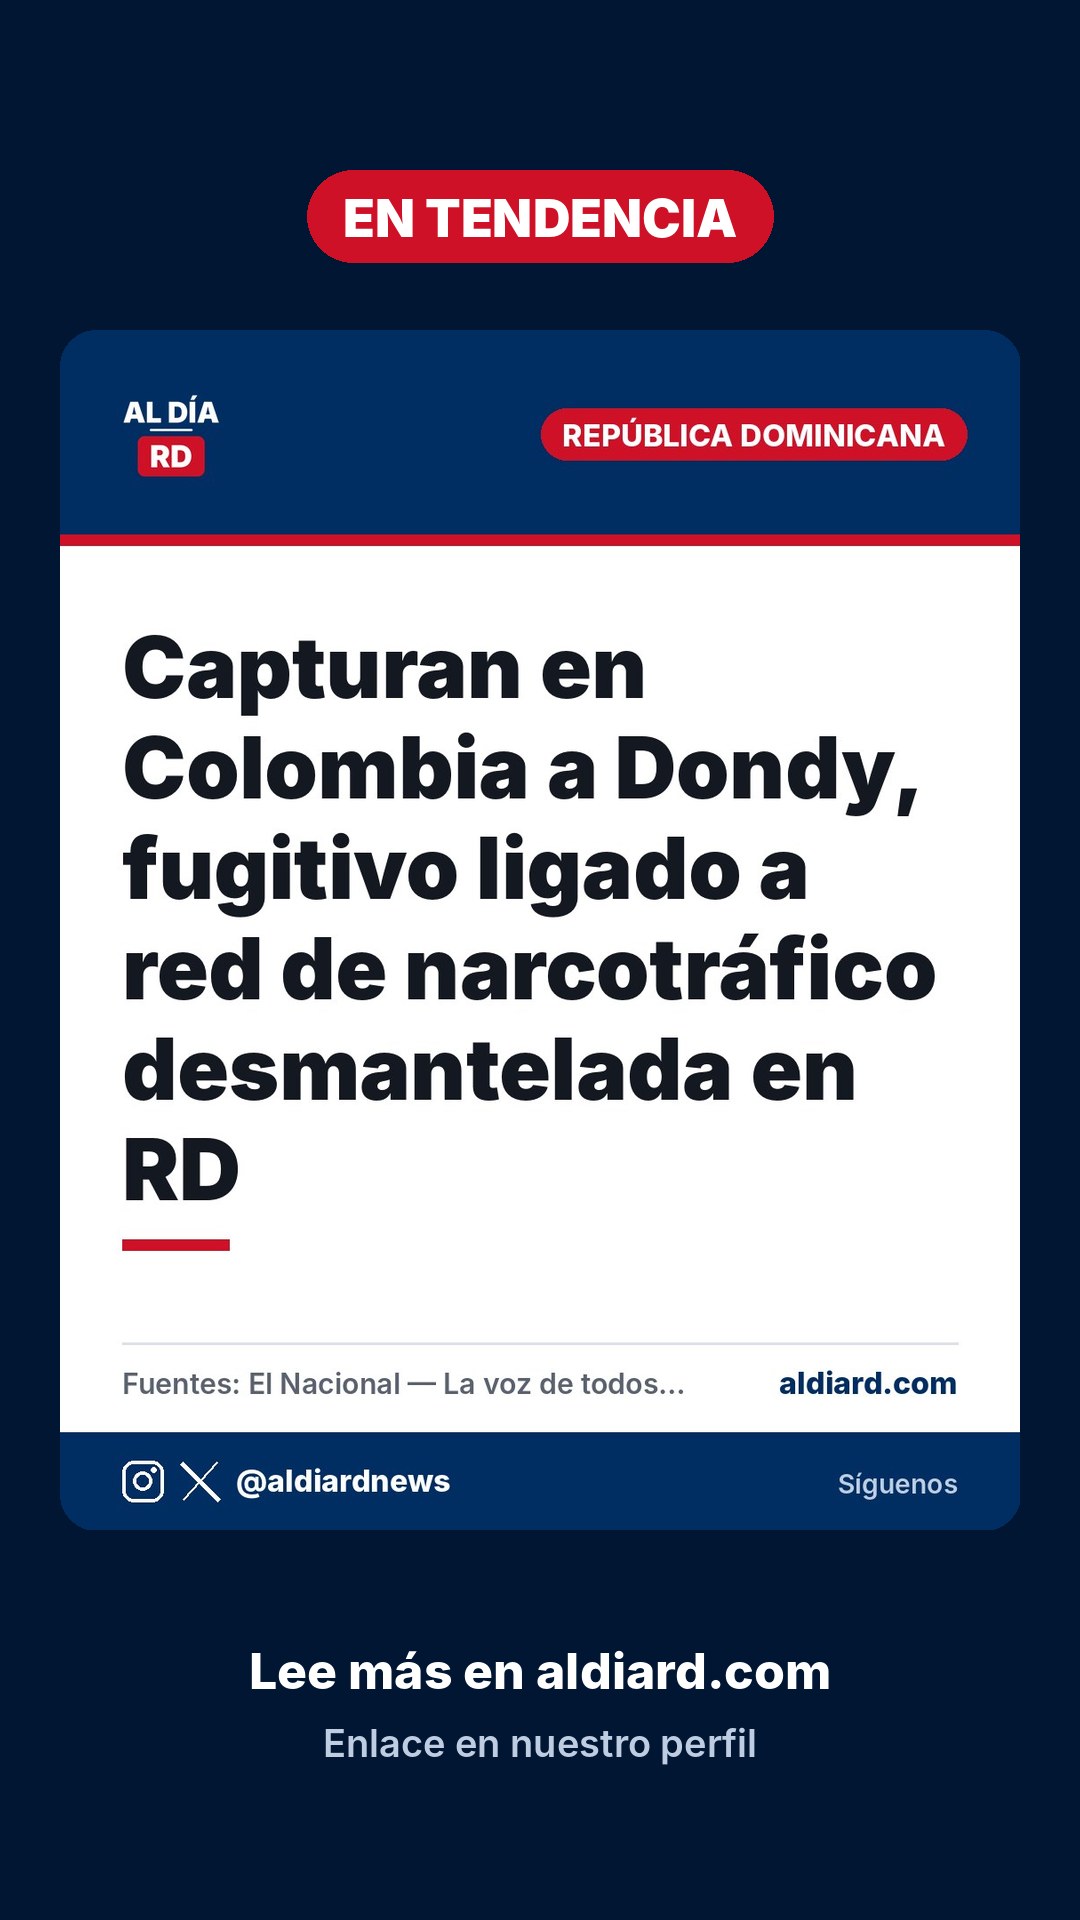 EN TENDENCIA
AL DÍA
RD
REPÚBLICA DOMINICANA
Capturan en
Colombia a Dondy,
fugitivo ligado a
red de narcotráfico
desmantelada en
RD
Fuentes: El Nacional — La voz de todos...
aldiard.com
@aldiardnews
Síguenos
Lee más en aldiard.com
Enlace en nuestro perfil